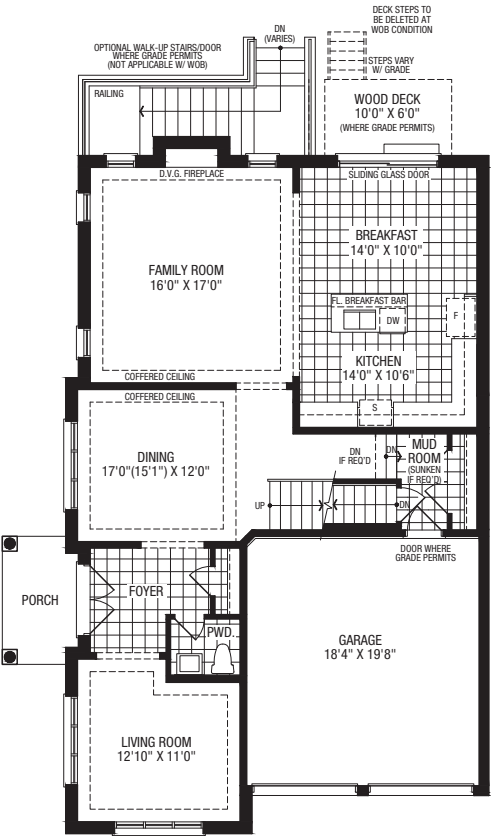 DECK STEPS TO
BE DELETED AT
WOB CONDITION
DN
(VARIES)
OPTIONAL WALK-UP STAIRS/DOOR
WHERE GRADE PERMITS
(NOT APPLICABLE W/ WOB)
STEPS VARY
W/ GRADE
RAILING
WOOD DECK
10'0" X 6'0"
(WHERE GRADE PERMITS)
D.V.G. FIREPLACE
SLIDING GLASS DOOR
BREAKFAST
14'0" X 10'0"
FAMILY ROOM
16'0" X 17'0"
FL. BREAKFAST BAR
DW
F
KITCHEN
14'0" X 10'6"
COFFERED CEILING
COFFERED CEILING
S
DINING
17'0"(15'1") X 12'0"
DN
IF REQ'D
DN
MUD
ROOM
(SUNKEN
IF REQ'D)
UP
DN
DOOR WHERE
GRADE PERMITS
PORCH
FOYER
PWD.
GARAGE
18'4" X 19'8"
LIVING ROOM
12'10" X 11'0"